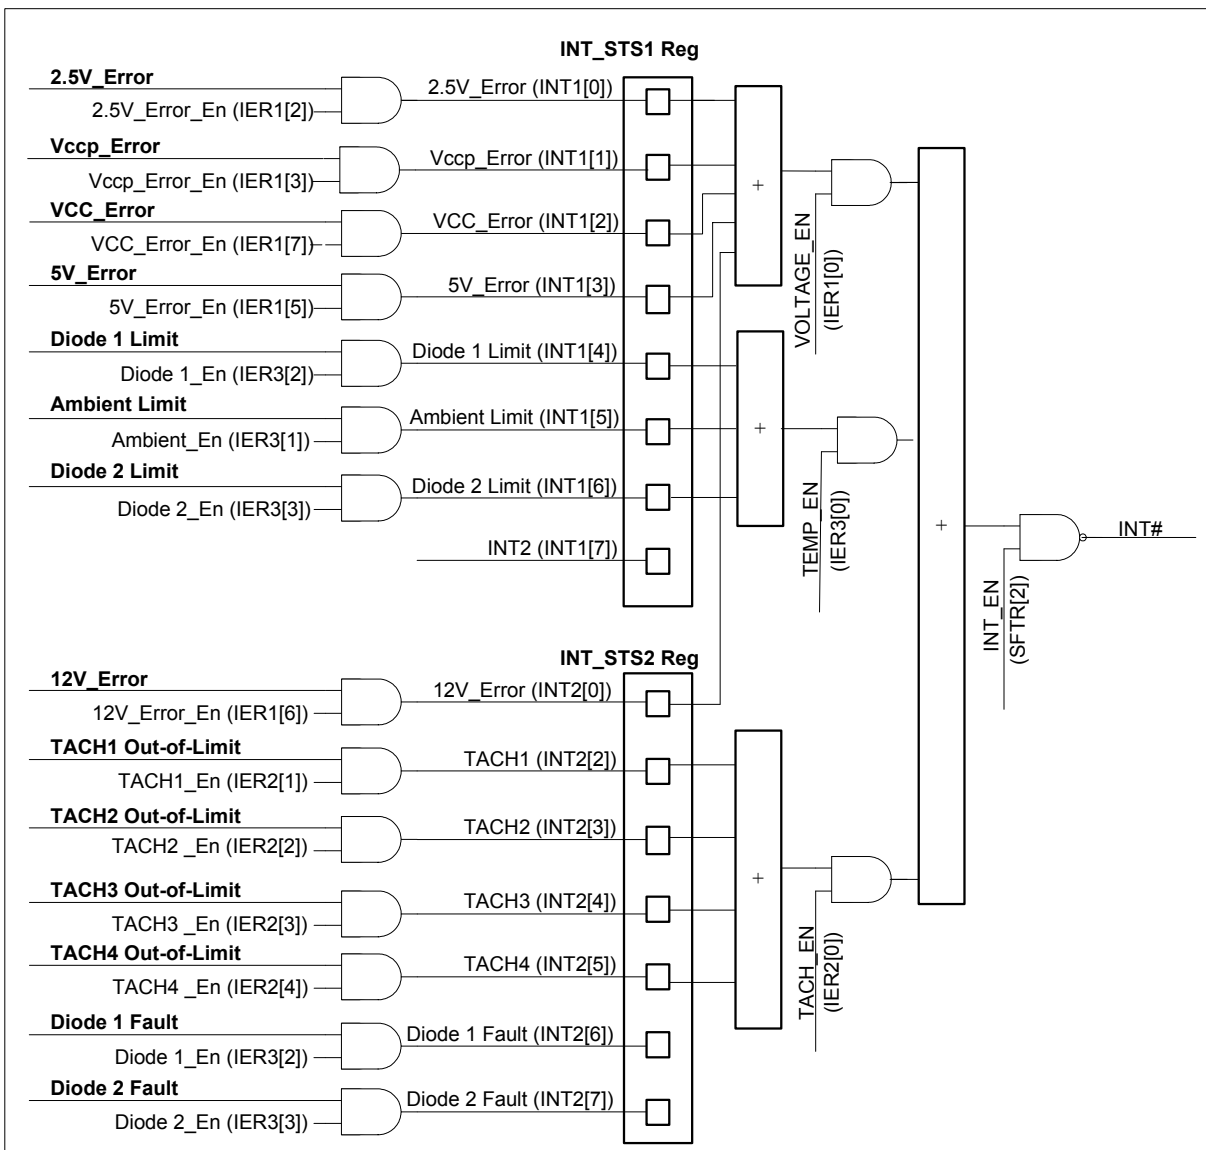 INT_STS1 Reg
2.5V_Error
2.5V_Error_En (IER1[2])
2.5V_Error (INT1[0])
Vccp_Error
Vccp_Error_En (IER1[3])
Vccp_Error (INT1[1])
VCC_Error
VCC_Error_En (IER1[7])
VCC_Error (INT1[2])
5V_Error
5V_Error_En (IER1[5])
5V_Error (INT1[3])
Diode 1 Limit
Diode 1_En (IER3[2])
Diode 1 Limit (INT1[4])
Ambient Limit
Ambient_En (IER3[1])
Ambient Limit (INT1[5])
Diode 2 Limit
Diode 2_En (IER3[3])
Diode 2 Limit (INT1[6])
INT2 (INT1[7])
+
VOLTAGE_EN
(IER1[0])
+
TEMP_EN
(IER3[0])
+
INT_EN
(SFTR[2])
INT#
INT_STS2 Reg
12V_Error
12V_Error_En (IER1[6])
12V_Error (INT2[0])
TACH1 Out-of-Limit
TACH1_En (IER2[1])
TACH1 (INT2[2])
TACH2 Out-of-Limit
TACH2 _En (IER2[2])
TACH2 (INT2[3])
TACH3 Out-of-Limit
TACH3 _En (IER2[3])
TACH3 (INT2[4])
TACH4 Out-of-Limit
TACH4 _En (IER2[4])
TACH4 (INT2[5])
Diode 1 Fault
Diode 1_En (IER3[2])
Diode 1 Fault (INT2[6])
Diode 2 Fault
Diode 2_En (IER3[3])
Diode 2 Fault (INT2[7])
+
TACH_EN
(IER2[0])